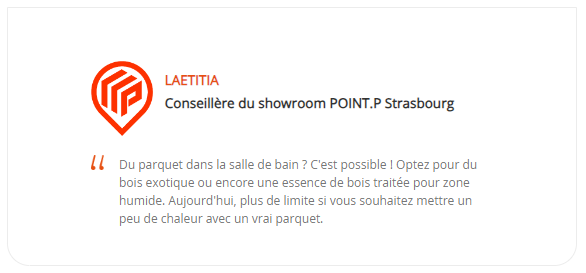 LAETITIA
Conseillère du showroom POINT.P Strasbourg
“ Du parquet dans la salle de bain ? C'est possible ! Optez pour du
bois exotique ou encore une essence de bois traitée pour zone
humide. Aujourd'hui, plus de limite si vous souhaitez mettre un
peu de chaleur avec un vrai parquet.